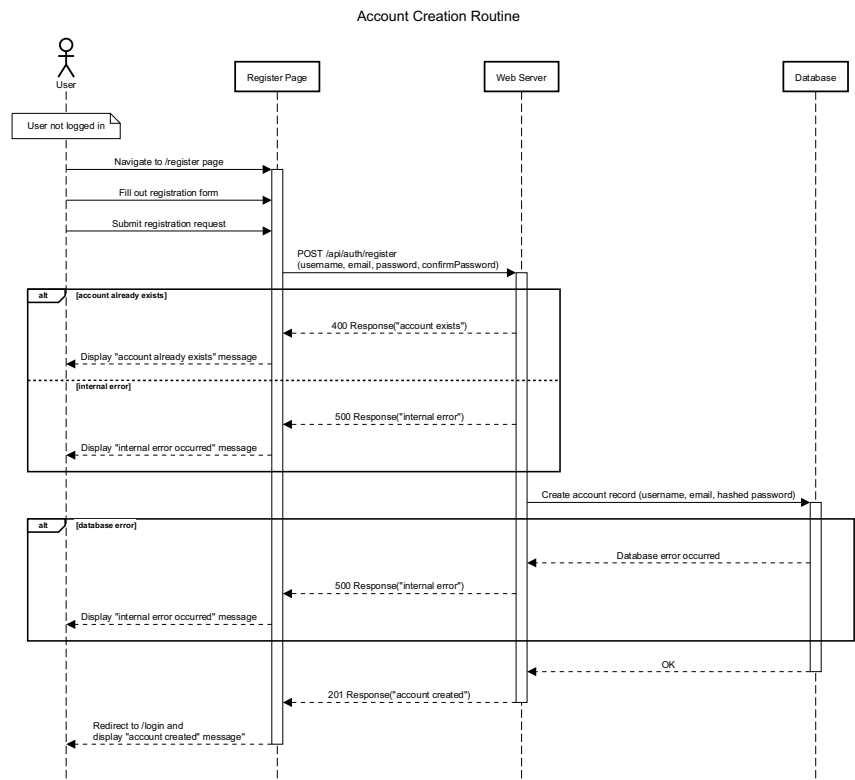 Account Creation Routine
User
Register Page
Web Server
Database
User not logged in
Navigate to /register page
Fill out registration form
Submit registration request
POST /api/auth/register
(username, email, password, confirmPassword)
alt
[account already exists]
400 Response("account exists")
Display "account already exists" message
[internal error]
500 Response("internal error")
Display "internal error occurred" message
Create account record (username, email, hashed password)
alt
[database error]
Database error occurred
500 Response("internal error")
Display "internal error occurred" message
OK
201 Response("account created")
Redirect to /login and
display "account created" message"